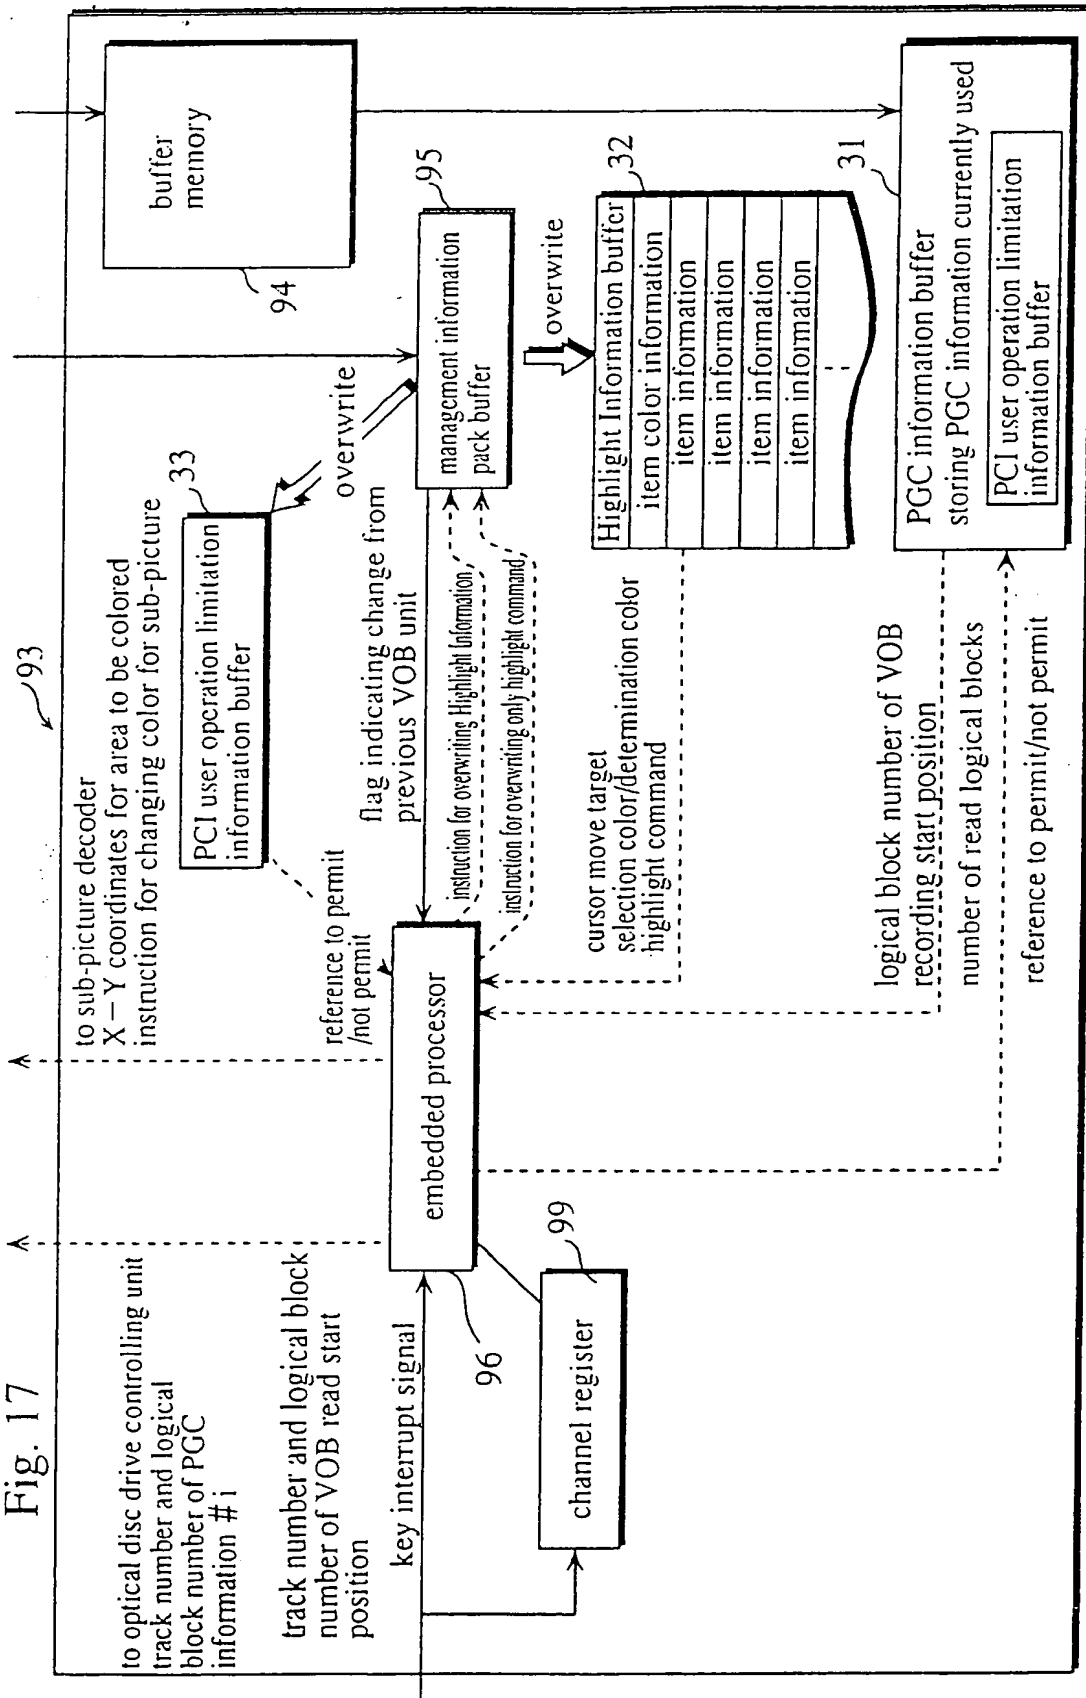 Fig. 17
93
to optical disc drive controlling unit
track number and logical
block number of PGC
information # i
track number and logical block
number of VOB read start
position
key interrupt signal
96
channel register
99
embedded processor
to sub-picture decoder
X-Y coordinates for area to be colored
instruction for changing color for sub-picture
reference to permit
/not permit
PCI user operation limitation
information buffer
33
overwrite
flag indicating change from
previous VOB unit
instruction for overwriting Highlight Information
instruction for overwriting only highlight command
buffer
memory
94
management information
pack buffer
95
overwrite
cursor move target
selection color/determination color
highlight command
Highlight Information buffer
item color information
item information
item information
item information
item information
32
logical block number of VOB
recording start position
number of read logical blocks
reference to permit/not permit
31
PGC information buffer
storing PGC information currently used
PCI user operation limitation
information buffer